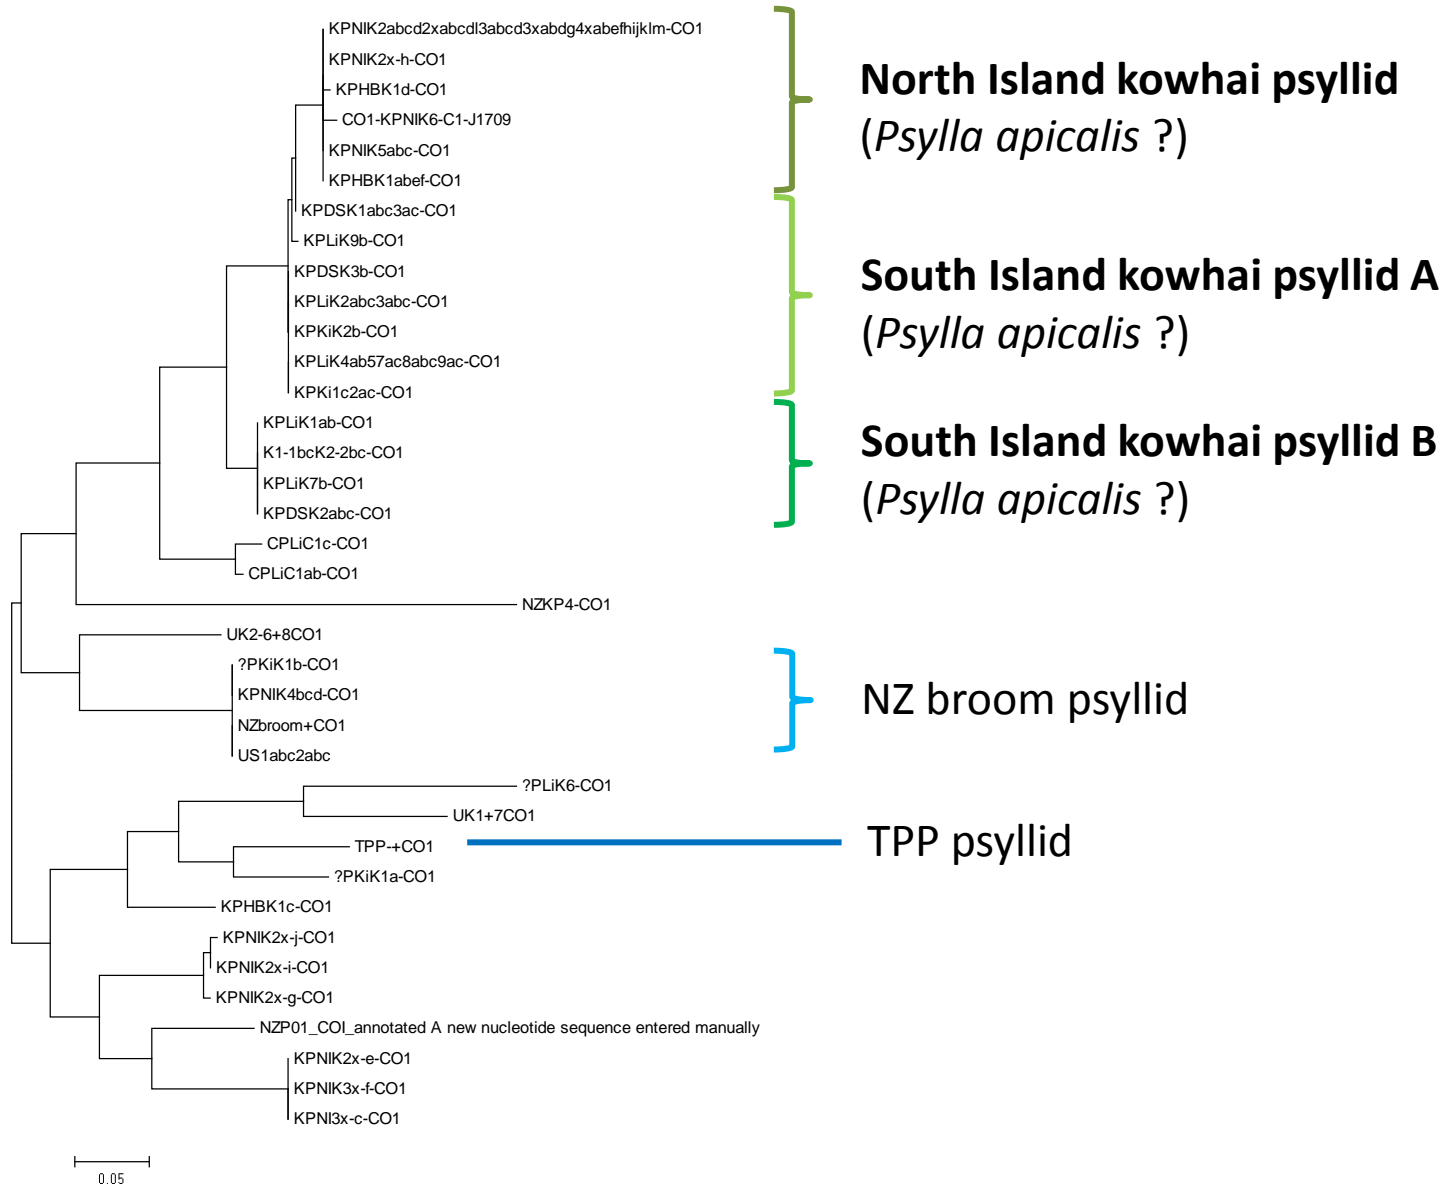 KPNIK2abcd2xabcdl3abcd3xabdg4xabefhijklm-CO1
KPNIK2x-h-CO1
KPHBK1d-CO1
CO1-KPNIK6-C1-J1709
KPNIK5abc-CO1
KPHBK1abef-CO1
North Island kowhai psyllid
(Psylla apicalis ?)
KPDSK1abc3ac-CO1
KPLiK9b-CO1
KPDSK3b-CO1
KPLiK2abc3abc-CO1
KPKiK2b-CO1
KPLiK4ab57ac8abc9ac-CO1
KPKi1c2ac-CO1
South Island kowhai psyllid A
(Psylla apicalis ?)
KPLiK1ab-CO1
K1-1bcK2-2bc-CO1
KPLiK7b-CO1
KPDSK2abc-CO1
South Island kowhai psyllid B
(Psylla apicalis ?)
CPLiC1c-CO1
CPLiC1ab-CO1
NZKP4-CO1
UK2-6+8CO1
?PKiK1b-CO1
KPNIK4bcd-CO1
NZbroom+CO1
US1abc2abc
NZ broom psyllid
?PLiK6-CO1
UK1+7CO1
TPP-+CO1
TPP psyllid
?PKiK1a-CO1
KPHBK1c-CO1
KPNIK2x-j-CO1
KPNIK2x-i-CO1
KPNIK2x-g-CO1
NZP01_COI_annotated A new nucleotide sequence entered manually
KPNIK2x-e-CO1
KPNIK3x-f-CO1
KPNI3x-c-CO1
0.05